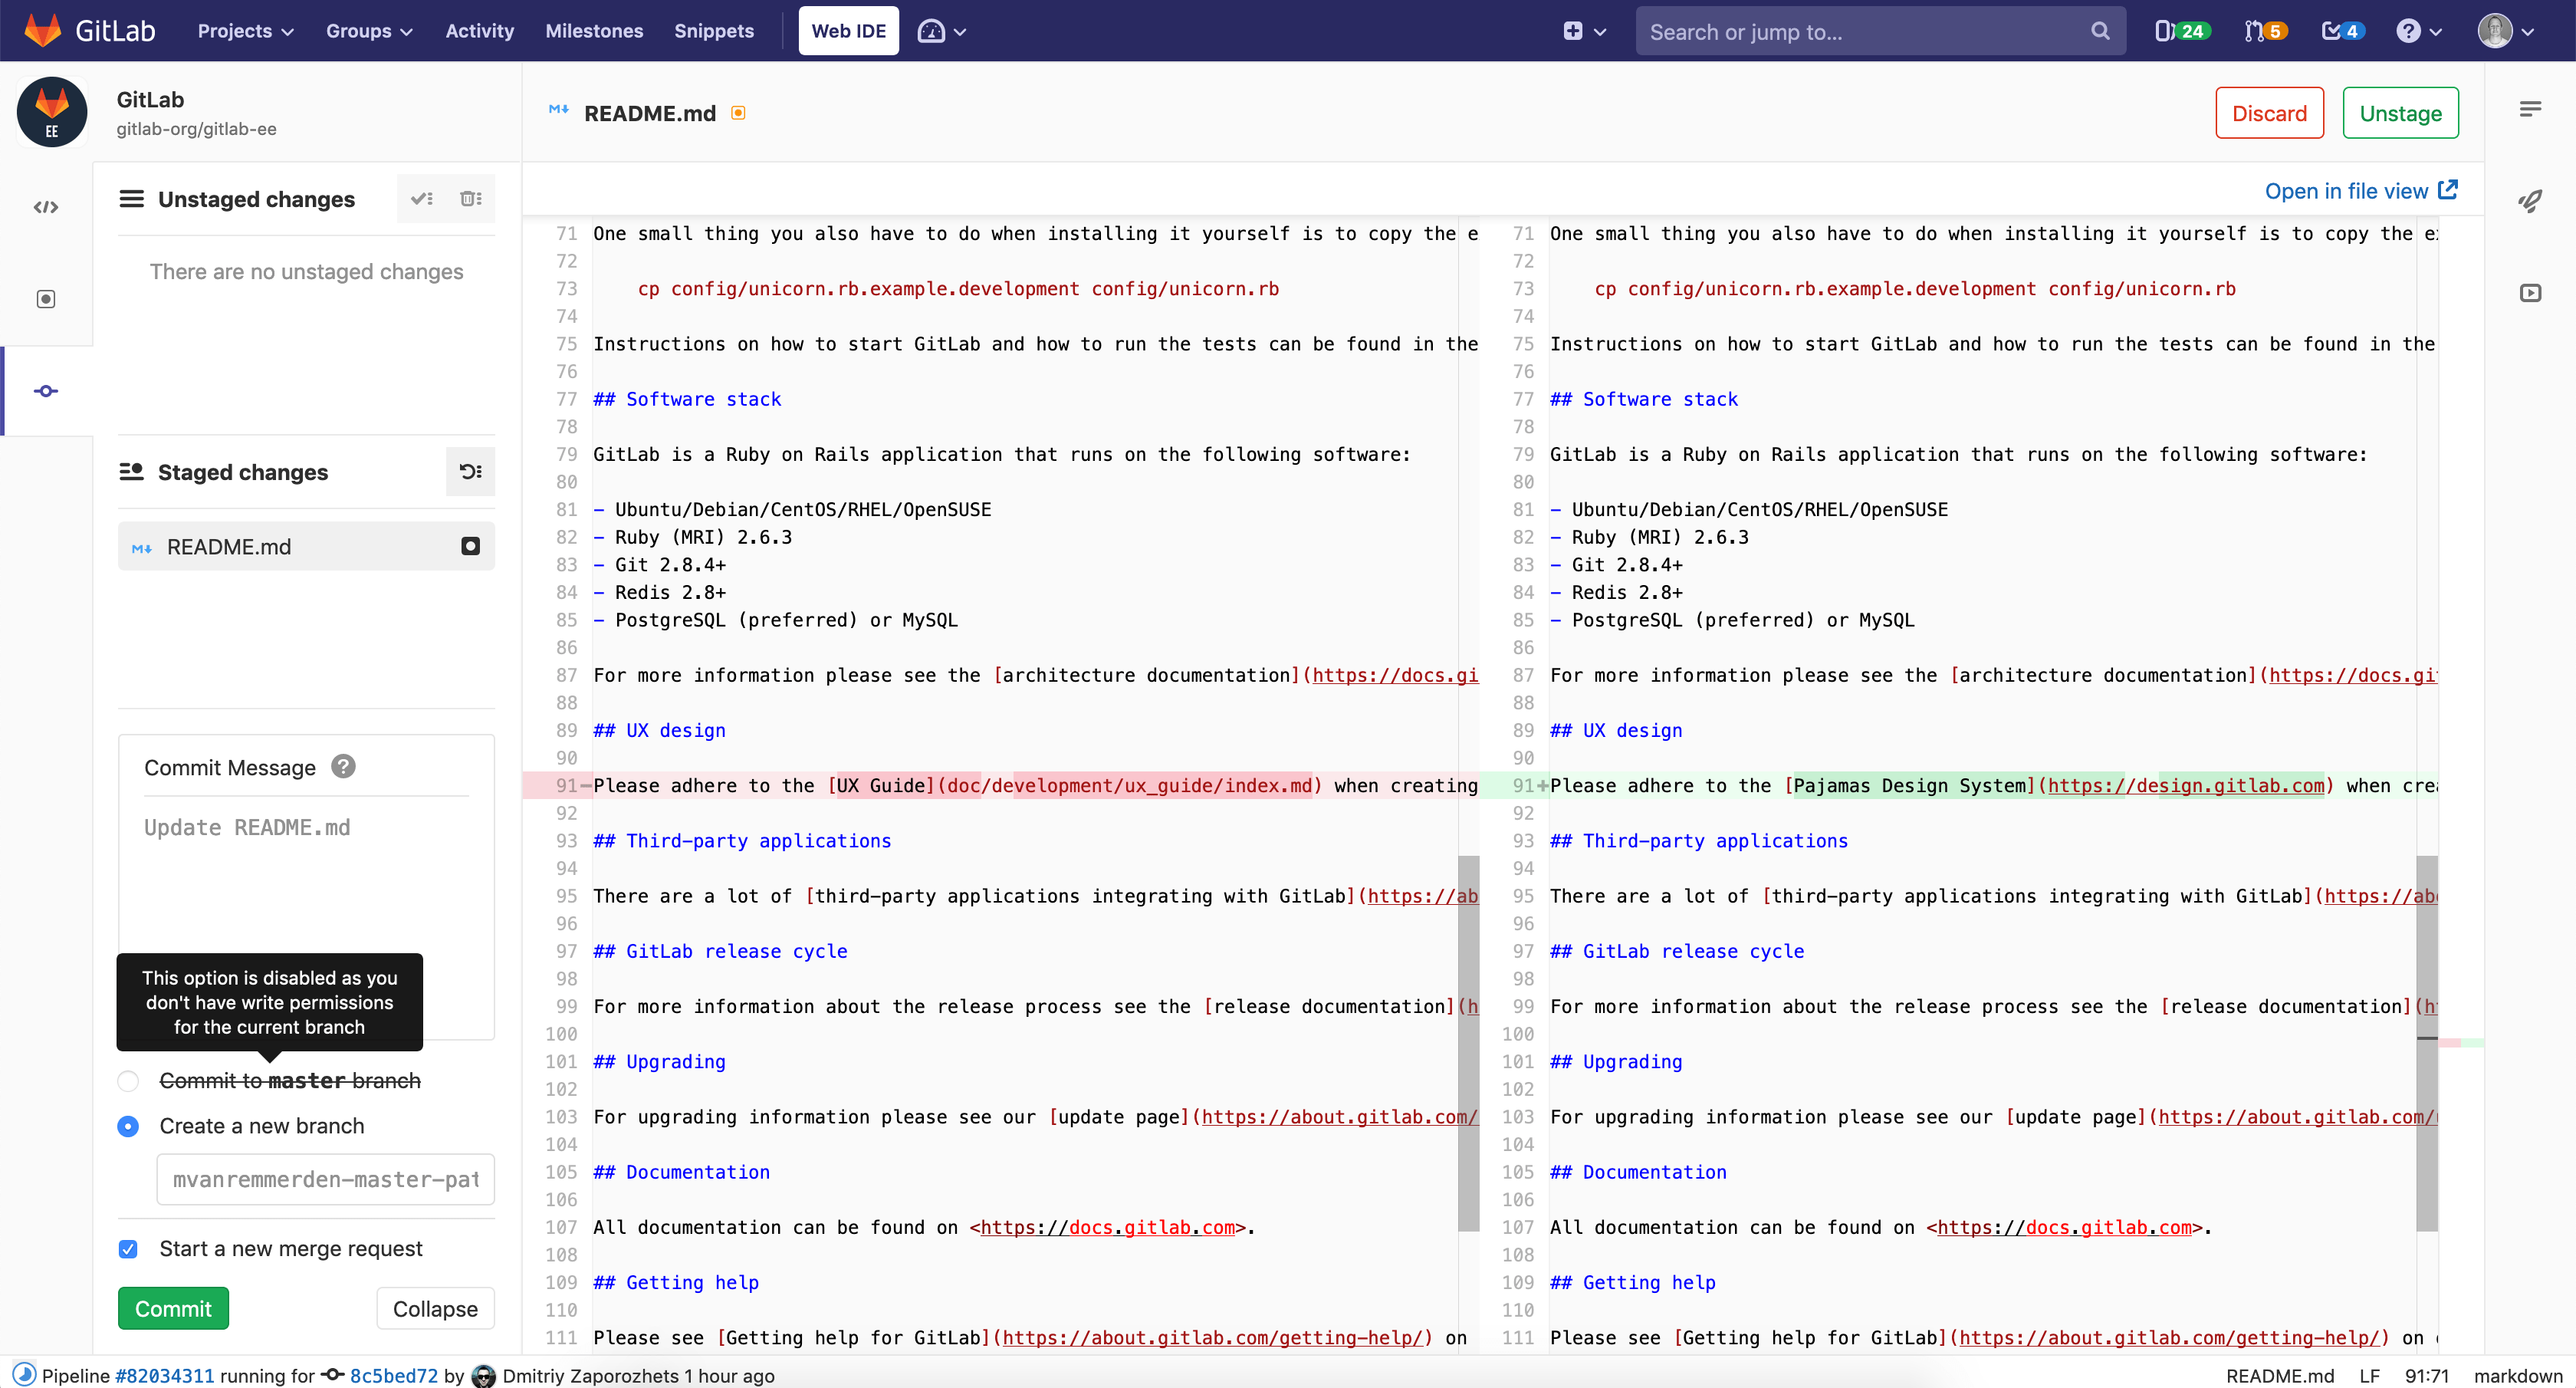 GitLab Projects Groups Activity Milestones Snippets Web IDE Search or jump to... 24 5 4
EE
GitLab
gitlab-org/gitlab-ee
README.md
Discard Unstage
Unstaged changes
There are no unstaged changes
Staged changes
README.md
Commit Message
Update README.md
This option is disabled as you
don't have write permissions
for the current branch
Commit to master branch
Create a new branch
mvanremmerden-master-pat
Start a new merge request
Commit Collapse
Open in file view
71 One small thing you also have to do when installing it yourself is to copy the e
72
73 cp config/unicorn.rb.example.development config/unicorn.rb
74
75 Instructions on how to start GitLab and how to run the tests can be found in the
76
77 ## Software stack
78
79 GitLab is a Ruby on Rails application that runs on the following software:
80
81 - Ubuntu/Debian/CentOS/RHEL/OpenSUSE
82 - Ruby (MRI) 2.6.3
83 - Git 2.8.4+
84 - Redis 2.8+
85 - PostgreSQL (preferred) or MySQL
86
87 For more information please see the [architecture documentation](https://docs.gi
88
89 ## UX design
90
91 - Please adhere to the [UX Guide](doc/development/ux_guide/index.md) when creating
92
93 ## Third-party applications
94
95 There are a lot of [third-party applications integrating with GitLab](https://ab
96
97 ## GitLab release cycle
98
99 For more information about the release process see the [release documentation](h
100
101 ## Upgrading
102
103 For upgrading information please see our [update page](https://about.gitlab.com/
104
105 ## Documentation
106
107 All documentation can be found on <https://docs.gitlab.com>.
108
109 ## Getting help
110
111 Please see [Getting help for GitLab](https://about.gitlab.com/getting-help/) on
71 One small thing you also have to do when installing it yourself is to copy the e
72
73 cp config/unicorn.rb.example.development config/unicorn.rb
74
75 Instructions on how to start GitLab and how to run the tests can be found in the
76
77 ## Software stack
78
79 GitLab is a Ruby on Rails application that runs on the following software:
80
81 - Ubuntu/Debian/CentOS/RHEL/OpenSUSE
82 - Ruby (MRI) 2.6.3
83 - Git 2.8.4+
84 - Redis 2.8+
85 - PostgreSQL (preferred) or MySQL
86
87 For more information please see the [architecture documentation](https://docs.gi
88
89 ## UX design
90
91 + Please adhere to the [Pajamas Design System](https://design.gitlab.com) when cre
92
93 ## Third-party applications
94
95 There are a lot of [third-party applications integrating with GitLab](https://ab
96
97 ## GitLab release cycle
98
99 For more information about the release process see the [release documentation](h
100
101 ## Upgrading
102
103 For upgrading information please see our [update page](https://about.gitlab.com/
104
105 ## Documentation
106
107 All documentation can be found on <https://docs.gitlab.com>.
108
109 ## Getting help
110
111 Please see [Getting help for GitLab](https://about.gitlab.com/getting-help/) on
Pipeline #82034311 running for 8c5bed72 by Dmitriy Zaporozhets 1 hour ago README.md LF 91:71 markdown